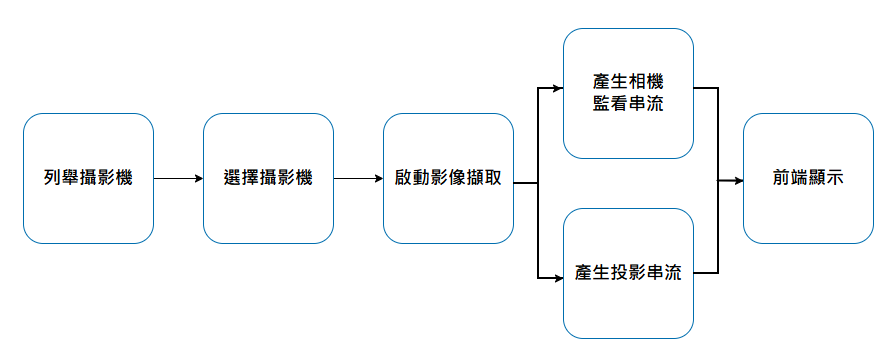 列舉攝影機
選擇攝影機
啟動影像擷取
產生相機
監看串流
產生投影串流
前端顯示